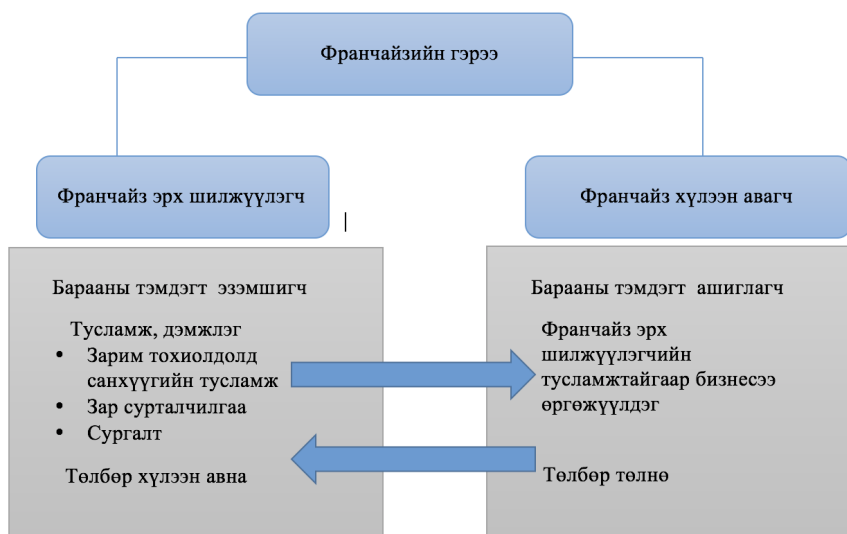 Франчайзийн гэрээ
Франчайз эрх шилжүүлэгч
Франчайз хүлээн авагч
Барааны тэмдэгт эзэмшигч
Тусламж, дэмжлэг
• Зарим тохиолдолд
санхүүгийн тусламж
• Зар сурталчилгаа
• Сургалт
Төлбөр хүлээн авна
Барааны тэмдэгт ашиглагч
Франчайз эрх
шилжүүлэгчийн
тусламжтайгаар бизнесээ
өргөжүүлдэг
Төлбөр төлнө